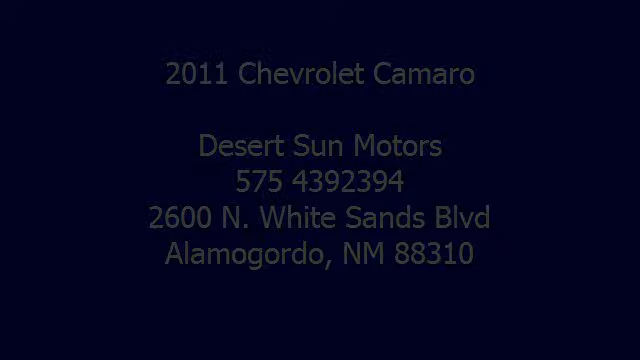 2011 Chevrolet Camaro
Desert Sun Motors
575 4392394
2600 N. White Sands Blvd
Alamogordo, NM 88310